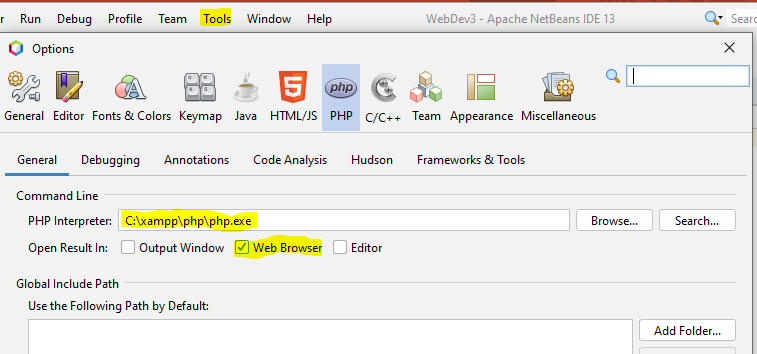 Run Debug Profile Team Tools Window Help WebDev3 - Apache NetBeans IDE 13 Searc
Options
General Editor Fonts & Colors Keymap Java HTML/JS PHP C/C++ Team Appearance Miscellaneous
General Debugging Annotations Code Analysis Hudson Frameworks & Tools
Command Line
PHP Interpreter: C:\xampp\php\php.exe Browse... Search...
Open Result In: Output Window Web Browser Editor
Global Include Path
Use the Following Path by Default:
Add Folder...